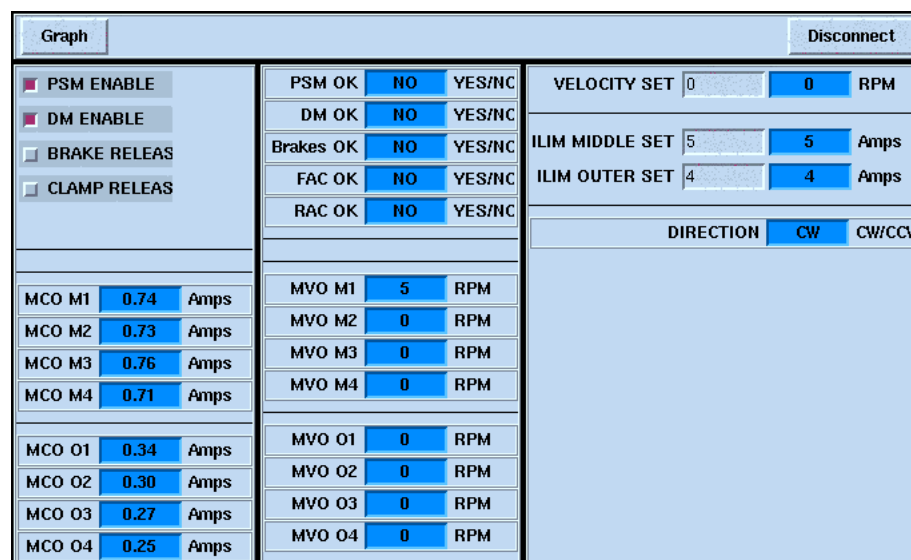 Graph Disconnect
PSM ENABLE
DM ENABLE
BRAKE RELEAS
CLAMP RELEAS
MCO M1 0.74 Amps
MCO M2 0.73 Amps
MCO M3 0.76 Amps
MCO M4 0.71 Amps
MCO O1 0.34 Amps
MCO O2 0.30 Amps
MCO O3 0.27 Amps
MCO O4 0.25 Amps
PSM OK NO YES/NO
DM OK NO YES/NO
Brakes OK NO YES/NO
FAC OK NO YES/NO
RAC OK NO YES/NO
MVO M1 5 RPM
MVO M2 0 RPM
MVO M3 0 RPM
MVO M4 0 RPM
MVO O1 0 RPM
MVO O2 0 RPM
MVO O3 0 RPM
MVO O4 0 RPM
VELOCITY SET 0 0 RPM
ILIM MIDDLE SET 5 5 Amps
ILIM OUTER SET 4 4 Amps
DIRECTION CW CW/CCW